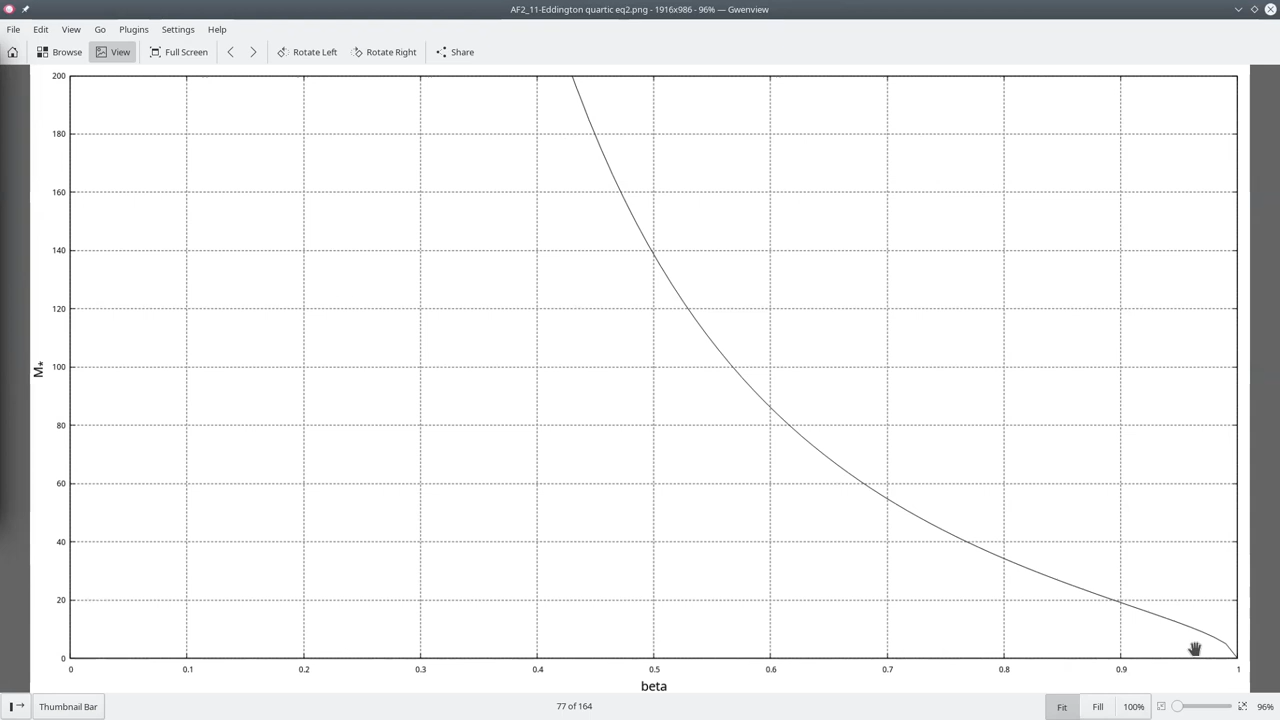 AF2_11-Eddington quartic eq2.png - 1916x986 - 96% — Gwenview
File Edit View Go Plugins Settings Help
Browse View Full Screen Rotate Left Rotate Right Share
200
180
160
140
120
100
80
60
40
20
0
M*
0 0.1 0.2 0.3 0.4 0.5 0.6 0.7 0.8 0.9 1
beta
Thumbnail Bar 77 of 164 Fit Fill 100% 96%